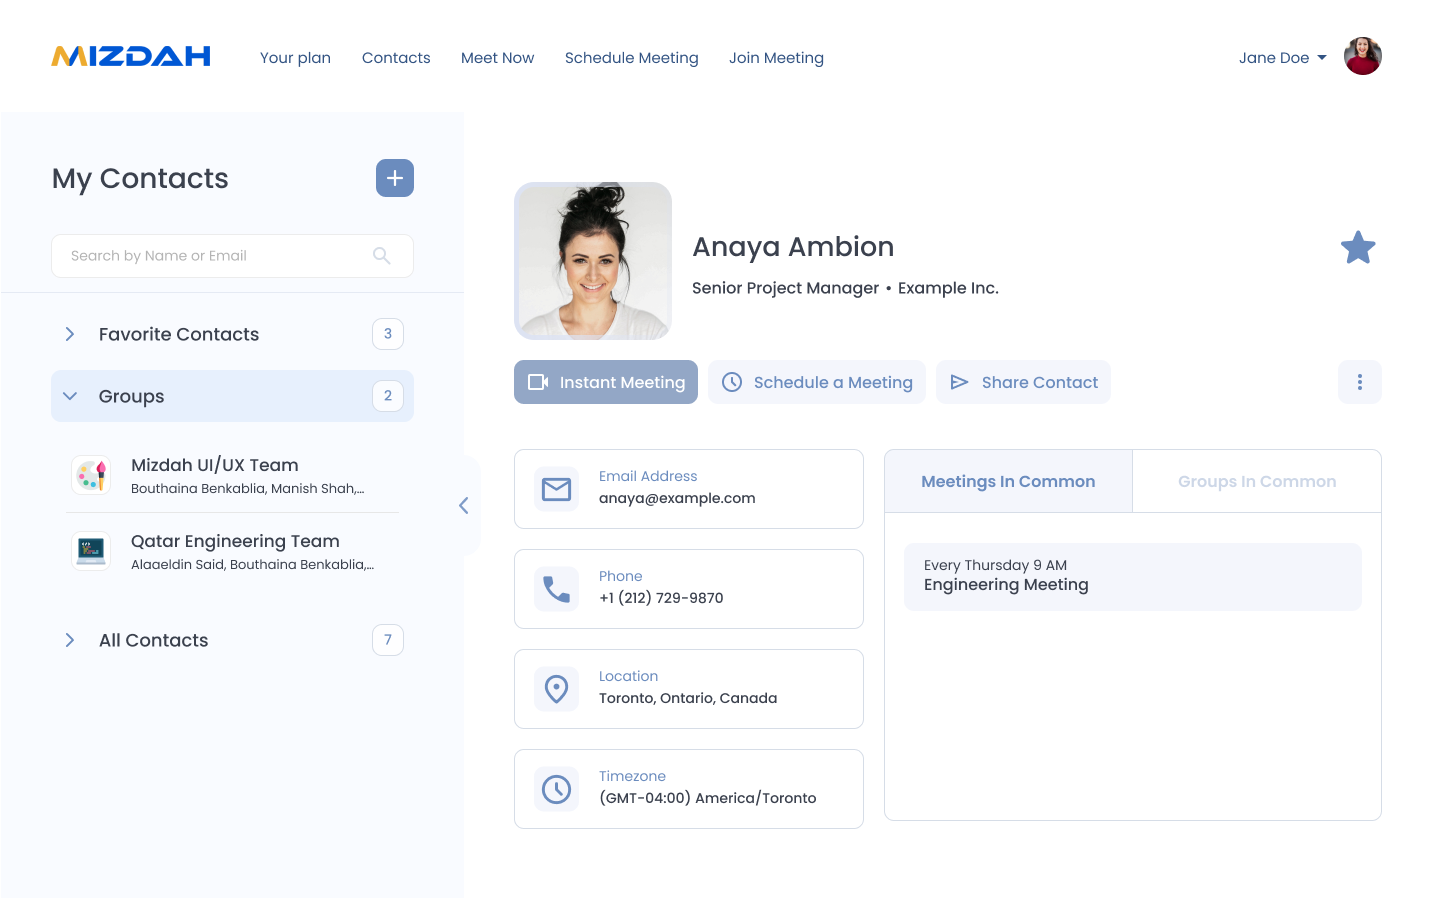 MIZDAH
Your plan
Contacts
Meet Now
Schedule Meeting
Join Meeting
Jane Doe
My Contacts
Search by Name or Email
Favorite Contacts
3
Groups
2
Mizdah UI/UX Team
Bouthaina Benkablia, Manish Shah,...
Qatar Engineering Team
Alaaeldin Said, Bouthaina Benkablia,...
All Contacts
7
Anaya Ambion
Senior Project Manager • Example Inc.
Instant Meeting
Schedule a Meeting
Share Contact
Email Address
anaya@example.com
Phone
+1 (212) 729-9870
Location
Toronto, Ontario, Canada
Timezone
(GMT-04:00) America/Toronto
Meetings In Common
Groups In Common
Every Thursday 9 AM
Engineering Meeting